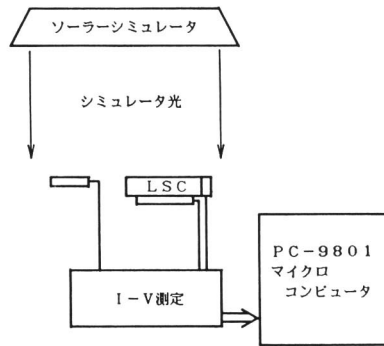 ソーラーシミュレータ
シミュレータ光
LSC
I-V測定
PC-9801
マイクロ
コンピュータ